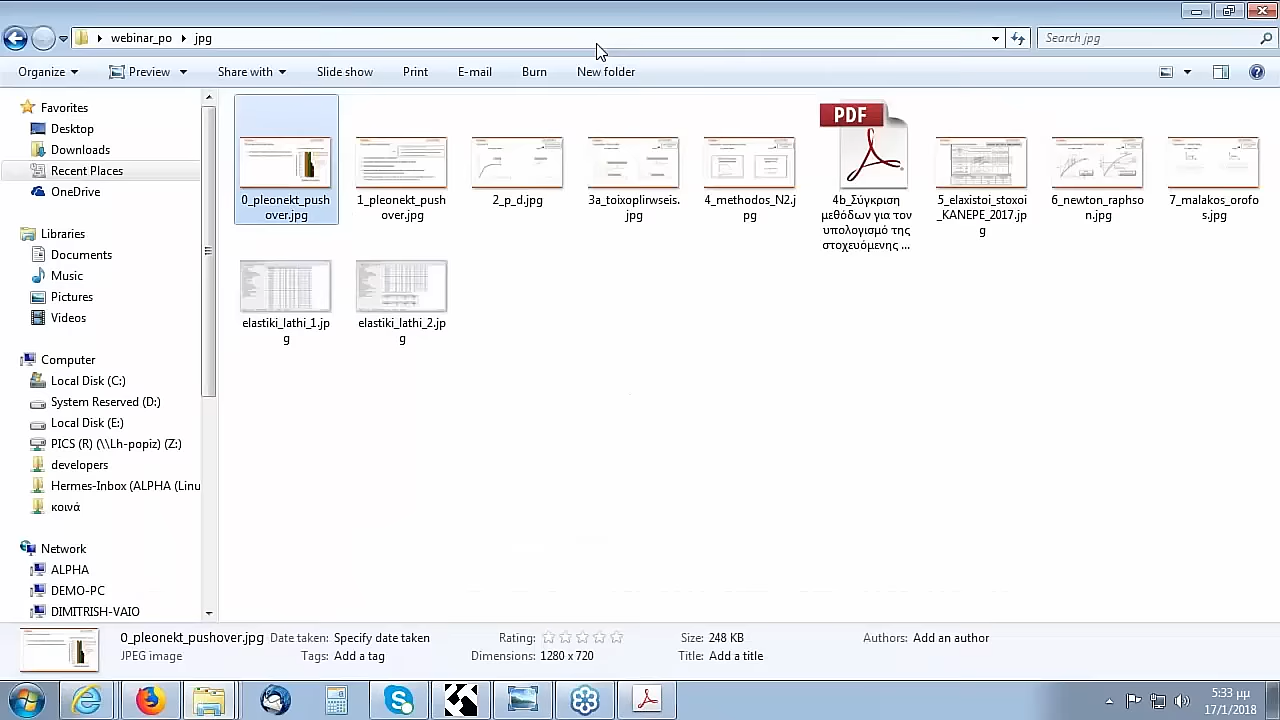 webinar_po ▸ jpg
Search jpg
Organize
Preview
Share with
Slide show
Print
E-mail
Burn
New folder
Favorites
Desktop
Downloads
Recent Places
OneDrive
Libraries
Documents
Music
Pictures
Videos
Computer
Local Disk (C:)
System Reserved (D:)
Local Disk (E:)
PICS (R) (\\Lh-popiz) (Z:)
developers
Hermes-Inbox (ALPHA (Linu
κοινά
Network
ALPHA
DEMO-PC
DIMITRISH-VAIO
PDF
0_pleonekt_push
over.jpg
1_pleonekt_push
over.jpg
2_p_d.jpg
3a_toixoplirwseis.
jpg
4_methodos_N2.j
pg
4b_Σύγκριση
μεθόδων για τον
υπολογισμό της
στοχευόμενης ...
5_elaxistoi_stoxoi
_KANEPE_2017.jp
g
6_newton_raphso
n.jpg
7_malakos_orofo
s.jpg
elastiki_lathi_1.jp
g
elastiki_lathi_2.jp
g
0_pleonekt_pushover.jpg Date taken: Specify date taken Rating: Size: 248 KB Authors: Add an author
JPEG image Tags: Add a tag Dimensions: 1280 x 720 Title: Add a title
5:33 μμ
17/1/2018